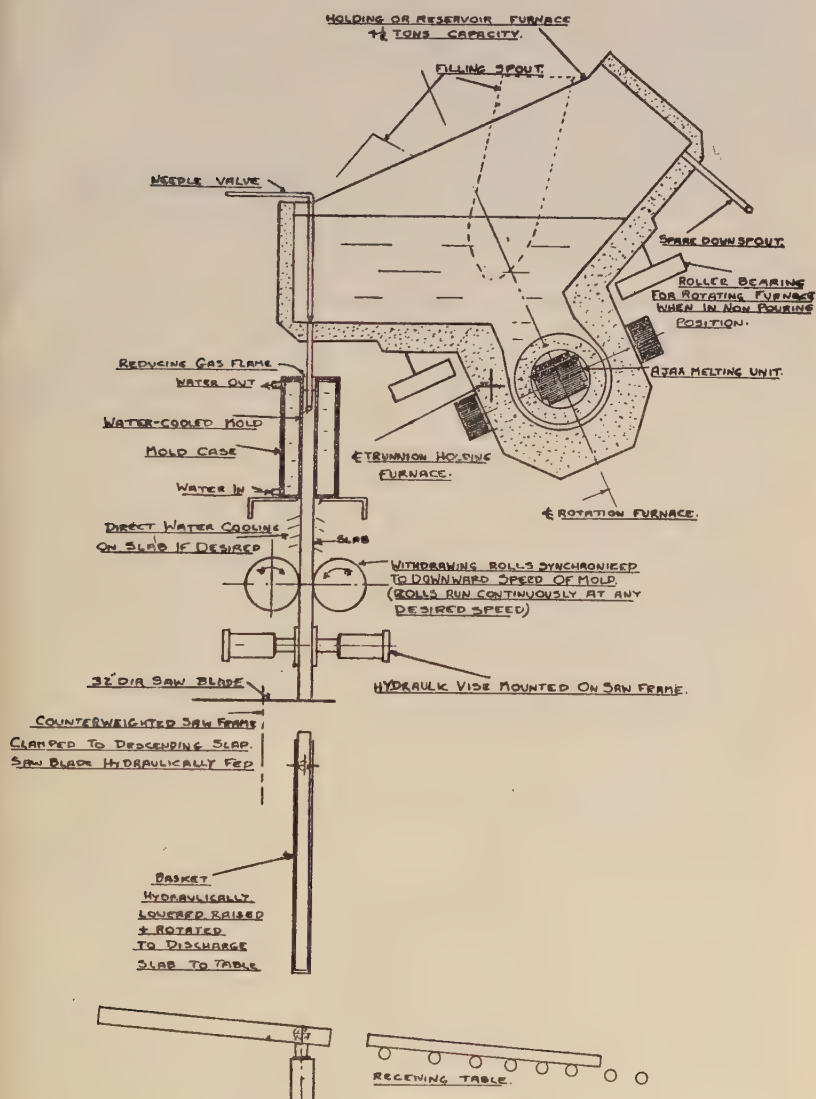 HOLDING OR RESERVOIR FURNACE
4½ TONS CAPACITY.
FILLING SPOUT.
NEEDLE VALVE
SPARE DOWNSPOUT.
ROLLER BEARING
FOR ROTATING FURNACE
WHEN IN NON POURING
POSITION.
REDUCING GAS FLAME
WATER OUT
AJAX MELTING UNIT.
WATER-COOLED MOLD
MOLD CASE
℄ TRUNNION HOLDING
FURNACE.
WATER IN
℄ ROTATION FURNACE.
DIRECT WATER COOLING
ON SLAB IF DESIRED
SLAB
WITHDRAWING ROLLS SYNCHRONIZED
TO DOWNWARD SPEED OF MOLD.
(ROLLS RUN CONTINUOUSLY AT ANY
DESIRED SPEED)
32" DIA SAW BLADE
HYDRAULIC VISE MOUNTED ON SAW FRAME.
COUNTERWEIGHTED SAW FRAME
CLAMPED TO DESCENDING SLAP.
SAW BLADE HYDRAULICALLY FED
BASKET
HYDRAULICALLY
LOWERED RAISED
& ROTATED
TO DISCHARGE
SLAB TO TABLE
RECEIVING TABLE.